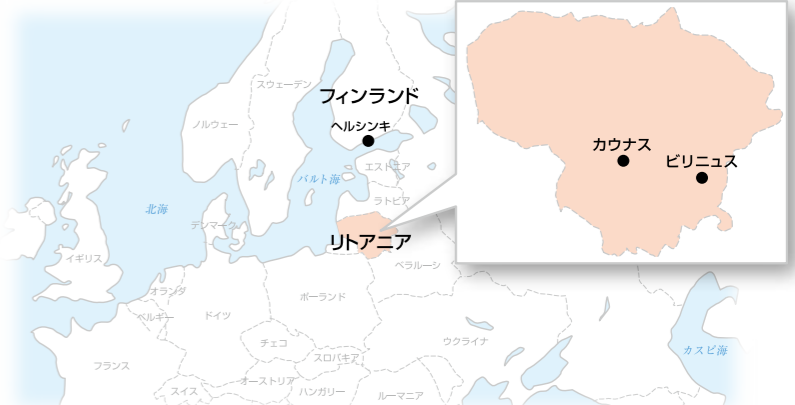 スウェーデン
フィンランド
ノルウェー
ヘルシンキ
エストニア
バルト海
ラトビア
北海
デンマーク
リトアニア
イギリス
ベラルーシ
オランダ
ポーランド
ベルギー
ドイツ
チェコ
ウクライナ
スロバキア
フランス
オーストリア
スイス
ハンガリー
ルーマニア
カスピ海
カウナス
ビリニュス